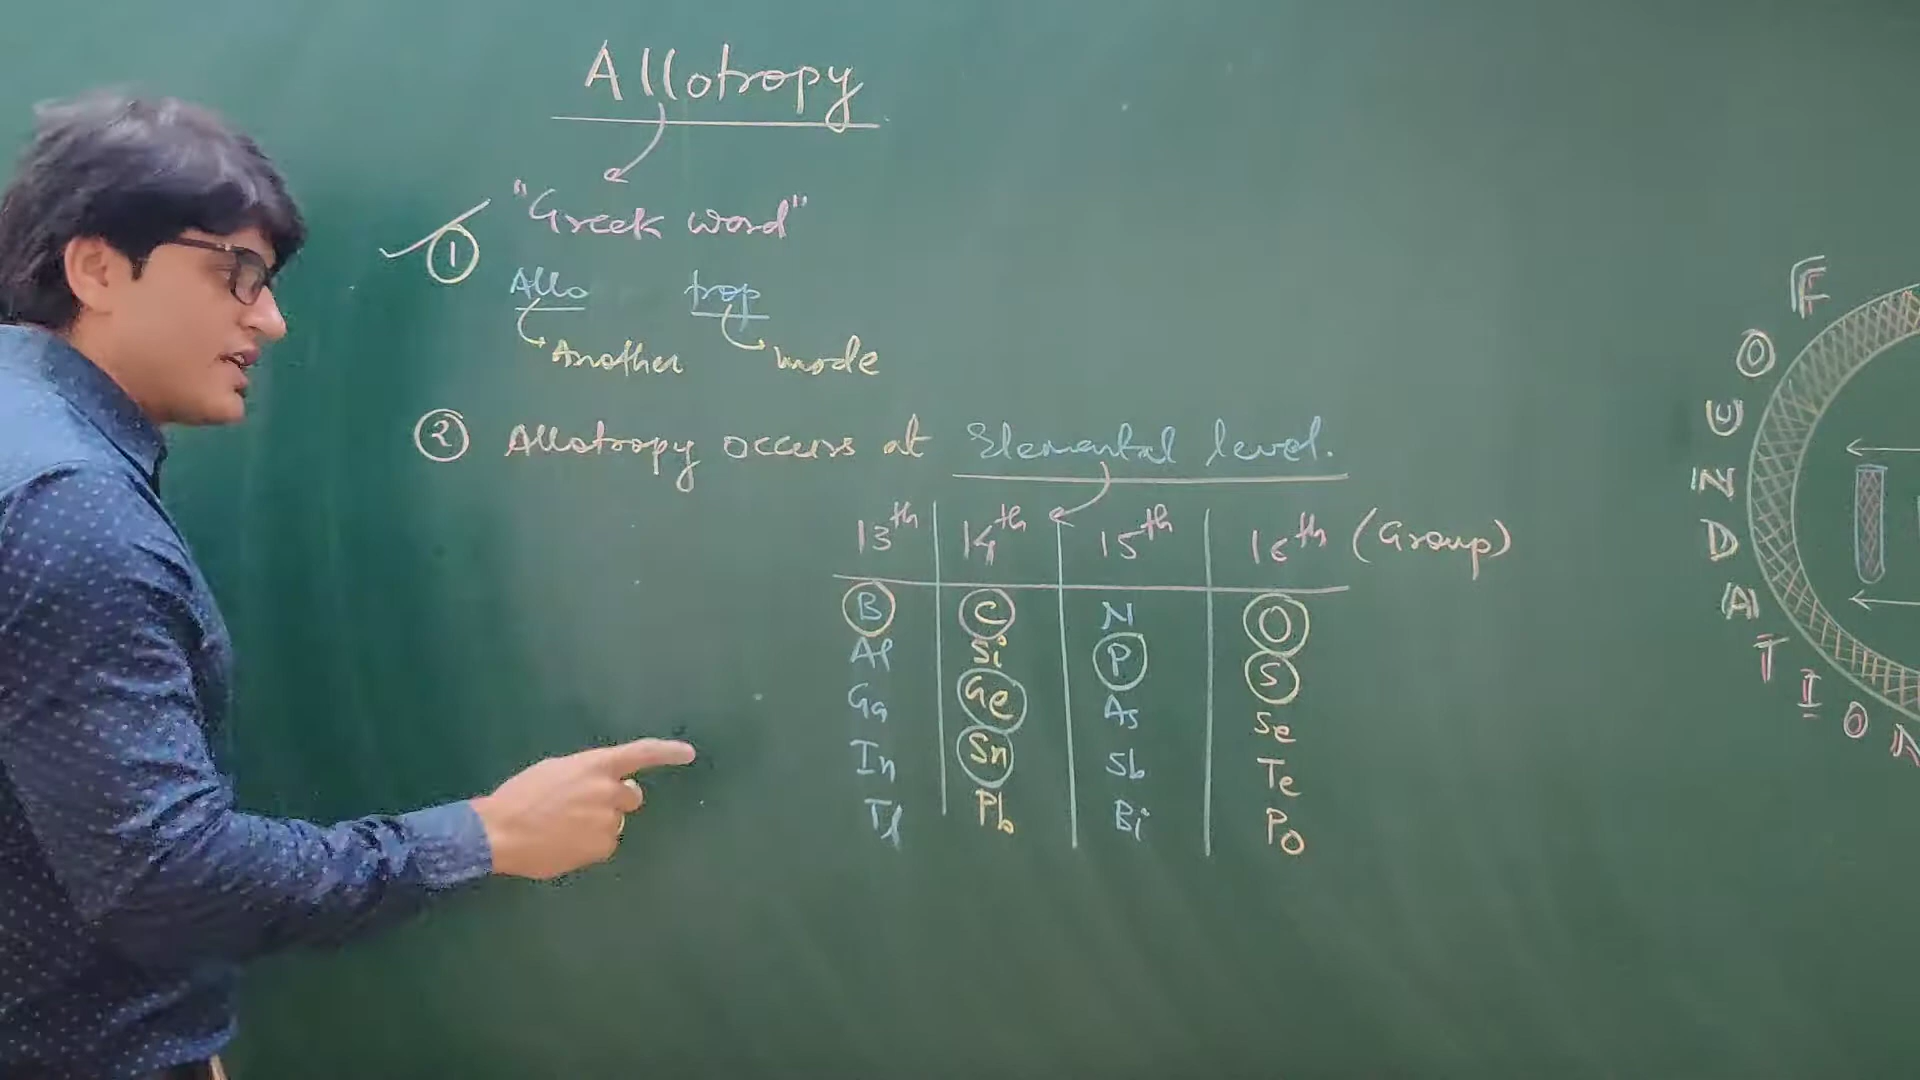 Allotropy
"Greek word"
①
Allo trop
Another mode
② Allotropy occurs at Elemental level.
13th 14th 15th 16th (Group)
B C N O
Al Si P S
Ga Ge As Se
In Sn Sb Te
Tl Pb Bi Po
FOUNDATION